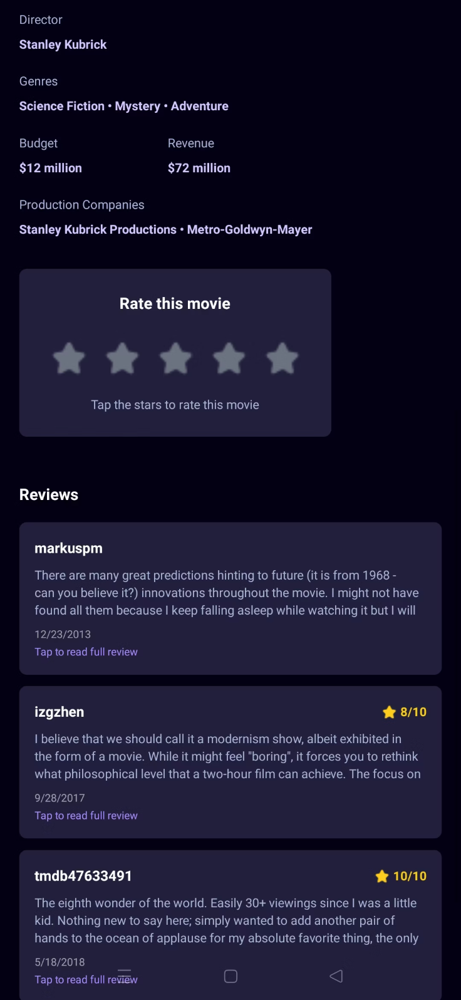 Director
Stanley Kubrick
Genres
Science Fiction • Mystery • Adventure
Budget
Revenue
$12 million
$72 million
Production Companies
Stanley Kubrick Productions • Metro-Goldwyn-Mayer
Rate this movie
Tap the stars to rate this movie
Reviews
markuspm
There are many great predictions hinting to future (it is from 1968 -
can you believe it?) innovations throughout the movie. I might not have
found all them because I keep falling asleep while watching it but I will
12/23/2013
Tap to read full review
izgzhen
8/10
I believe that we should call it a modernism show, albeit exhibited in
the form of a movie. While it might feel "boring", it forces you to rethink
what philosophical level that a two-hour film can achieve. The focus on
9/28/2017
Tap to read full review
tmdb47633491
10/10
The eighth wonder of the world. Easily 30+ viewings since I was a little
kid. Nothing new to say here; simply wanted to add another pair of
hands to the ocean of applause for my absolute favorite thing, the only
5/18/2018
Tap to read full review